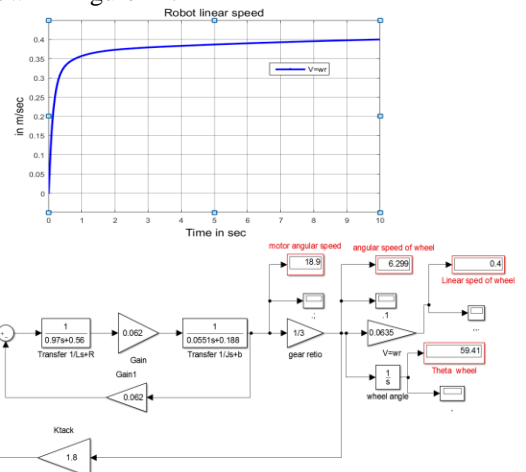 Robot linear speed
0.4
0.35
0.3
0.25
0.2
0.15
0.1
0.05
0
in m/sec
V=wr
0 1 2 3 4 5 6 7 8 9 10
Time in sec
motor angular speed
18.9
angular sped of wheel
6.299
0.4
Linear sped of wheel
.;
.1
...
1
0.97s+0.56
Transfer 1/Ls+R
0.062
Gain
1
0.0551s+0.188
Transfer 1/Js+b
1/3
gear retio
0.0635
V=wr
59.41
Theta wheel
1
s
wheel angle
.
Gain1
0.062
Ktack
1.8